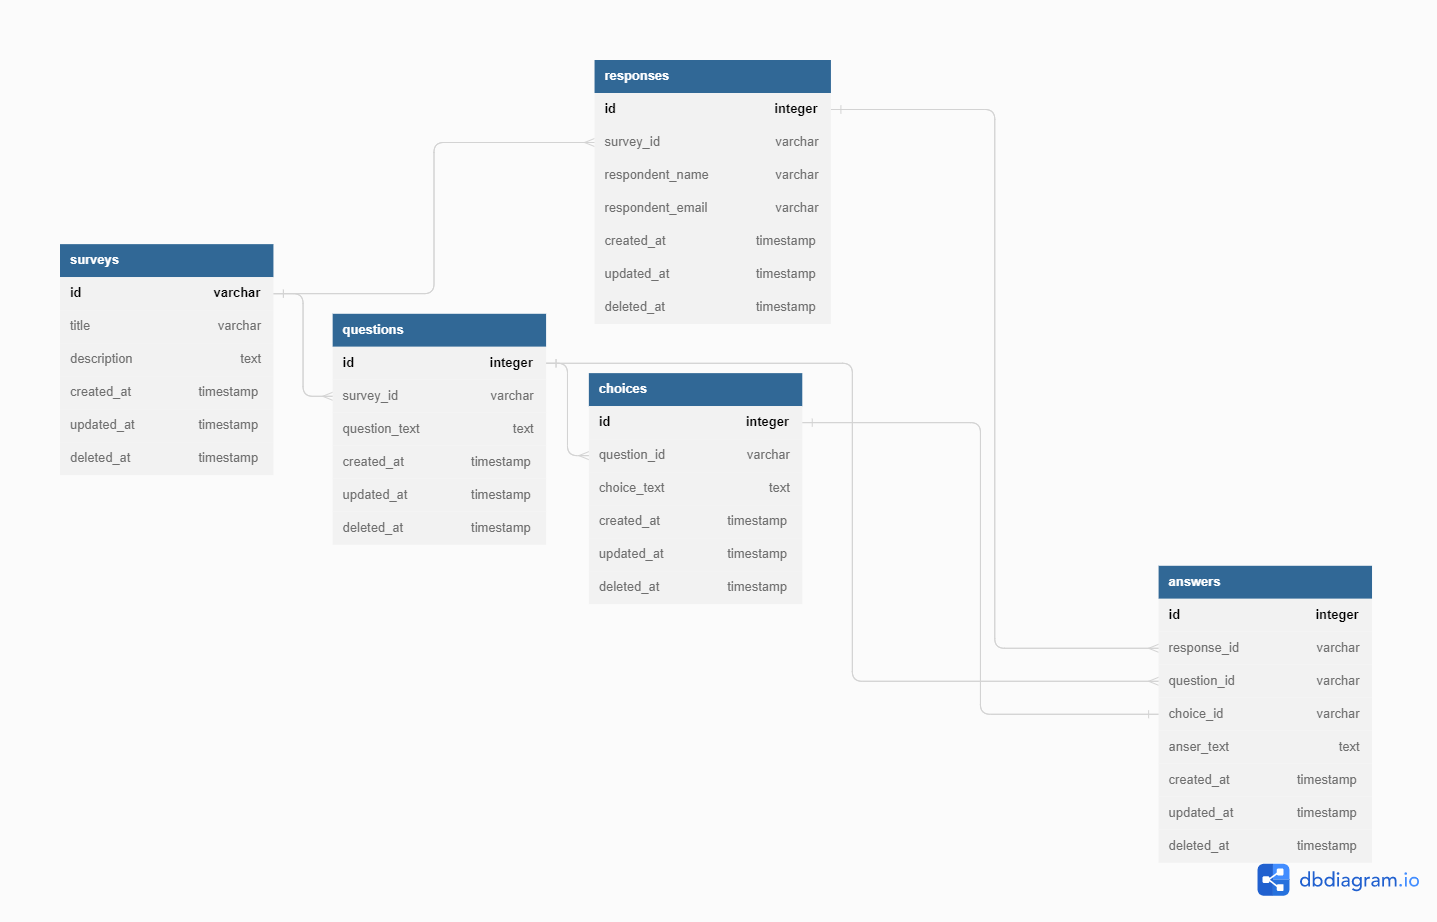 responses
id integer
survey_id varchar
respondent_name varchar
respondent_email varchar
created_at timestamp
updated_at timestamp
deleted_at timestamp
surveys
id varchar
title varchar
description text
created_at timestamp
updated_at timestamp
deleted_at timestamp
questions
id integer
survey_id varchar
question_text text
created_at timestamp
updated_at timestamp
deleted_at timestamp
choices
id integer
question_id varchar
choice_text text
created_at timestamp
updated_at timestamp
deleted_at timestamp
answers
id integer
response_id varchar
question_id varchar
choice_id varchar
anser_text text
created_at timestamp
updated_at timestamp
deleted_at timestamp
dbdiagram.io